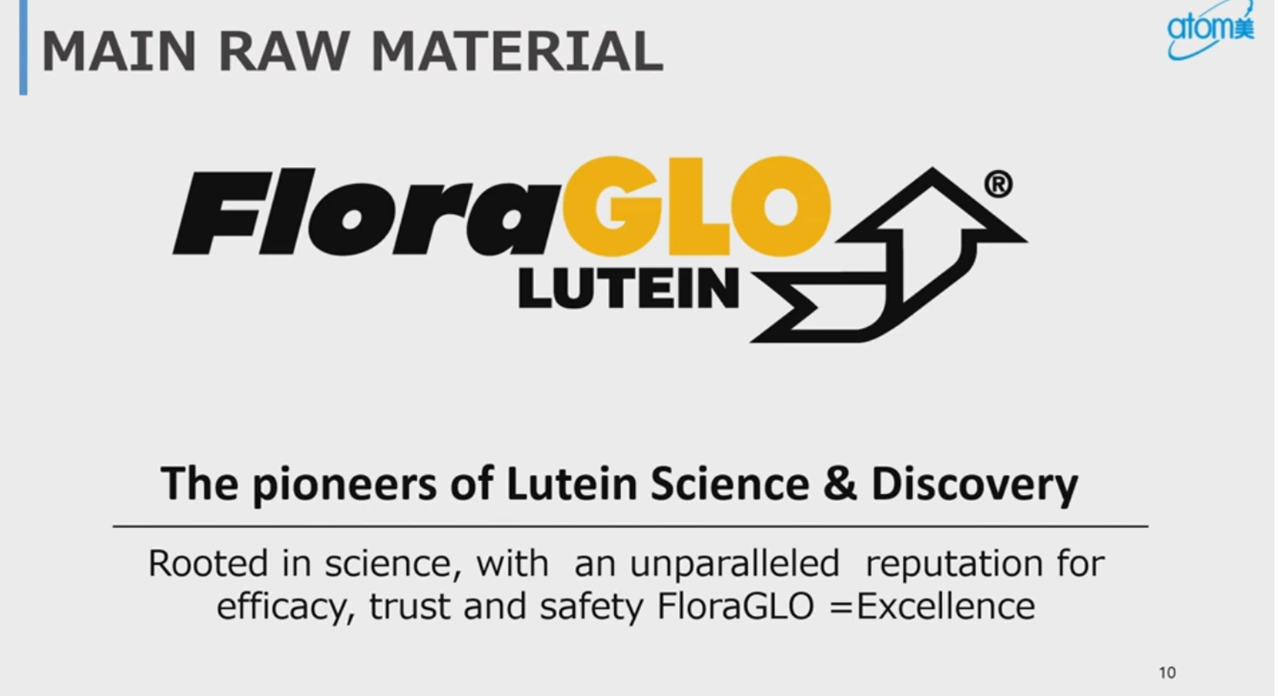 MAIN RAW MATERIAL
atom美
FloraGLO®
LUTEIN
The pioneers of Lutein Science & Discovery
Rooted in science, with an unparalleled reputation for
efficacy, trust and safety FloraGLO =Excellence
10